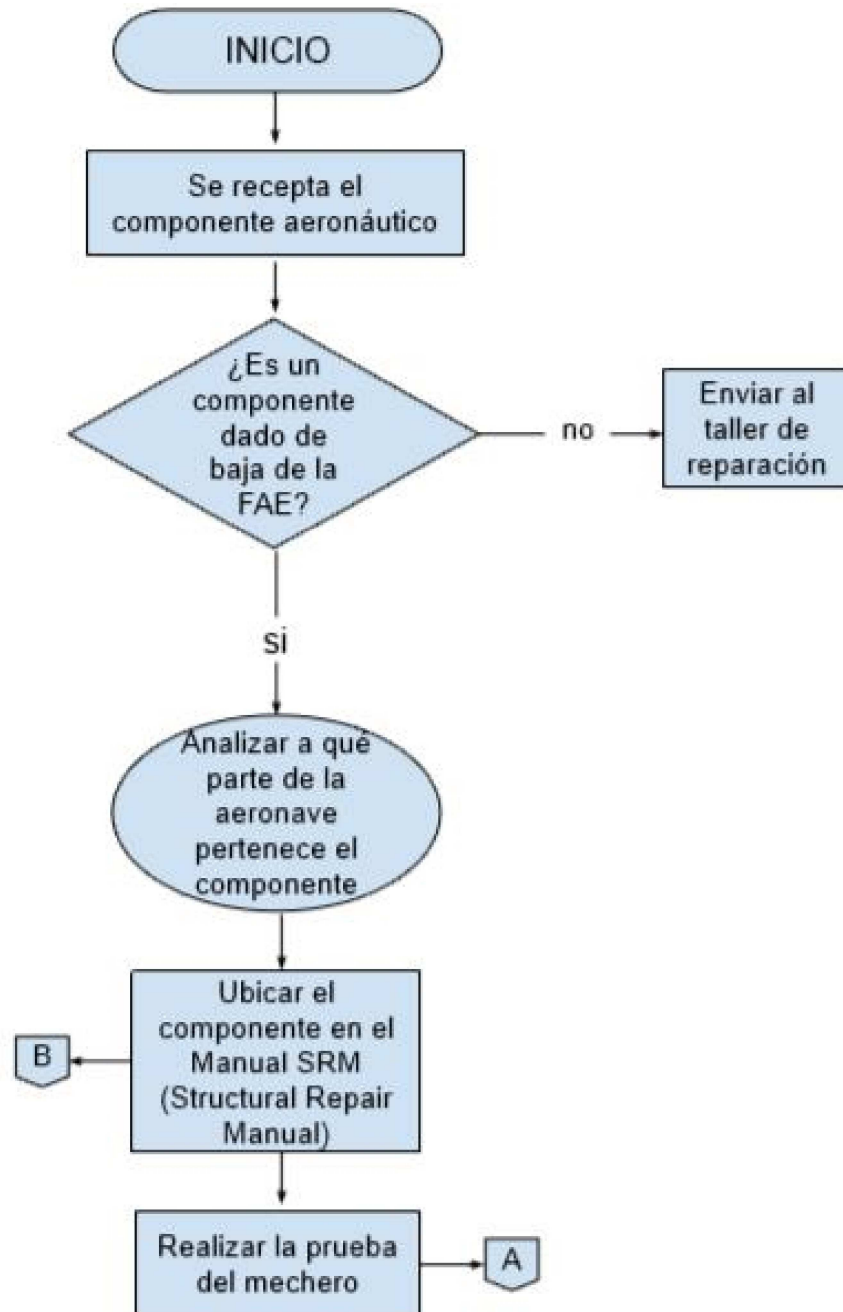 INICIO
Se recepta el
componente aeronáutico
¿Es un
componente
dado de
baja de la
FAE?
no
Enviar al
taller de
reparación
SÍ
Analizar a qué
parte de la
aeronave
pertenece el
componente
Ubicar el
componente en el
Manual SRM
(Structural Repair
Manual)
B
Realizar la prueba
del mechero
A